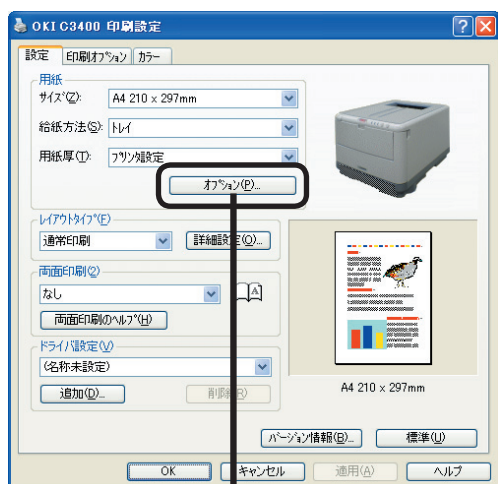 OKI C3400 印刷設定
設定 印刷ｵﾌﾟｼｮﾝ カラー
用紙
ｻｲｽﾞ(Z): A4 210 x 297mm
給紙方法(S): ﾄﾚｲ
用紙厚(T): ﾌﾟﾘﾝﾀ設定
ｵﾌﾟｼｮﾝ(P)...
ﾚｲｱｳﾄﾀｲﾌﾟ(E)
通常印刷 詳細設定(O)...
両面印刷(2)
なし A
両面印刷のﾍﾙﾌﾟ(H)
ﾄﾞﾗｲﾊﾞ設定(V)
(名称未設定)
追加(D)... 削除(R)
A4 210 x 297mm
ﾊﾞｰｼﾞｮﾝ情報(B)... 標準(U)
OK キャンセル 適用(A) ヘルプ